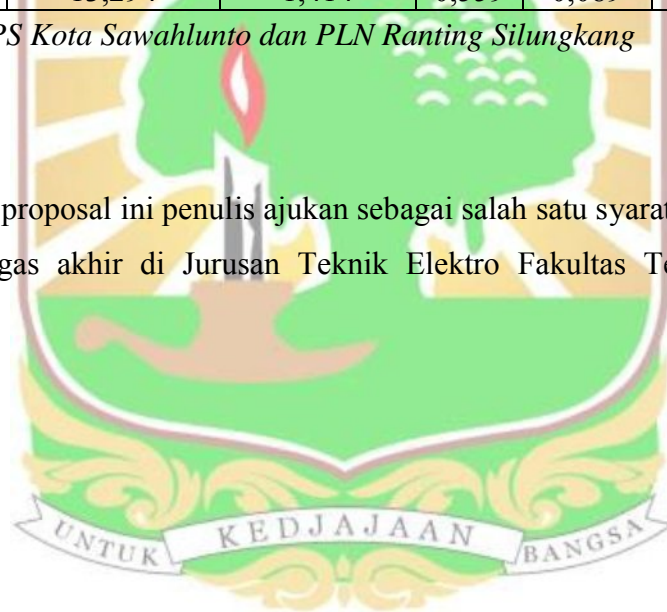 PS Kota Sawahlunto dan PLN Ranting Silungkang
proposal ini penulis ajukan sebagai salah satu syarat
gas akhir di Jurusan Teknik Elektro Fakultas Te
UNTUK KEDJAJAAN BANGSA